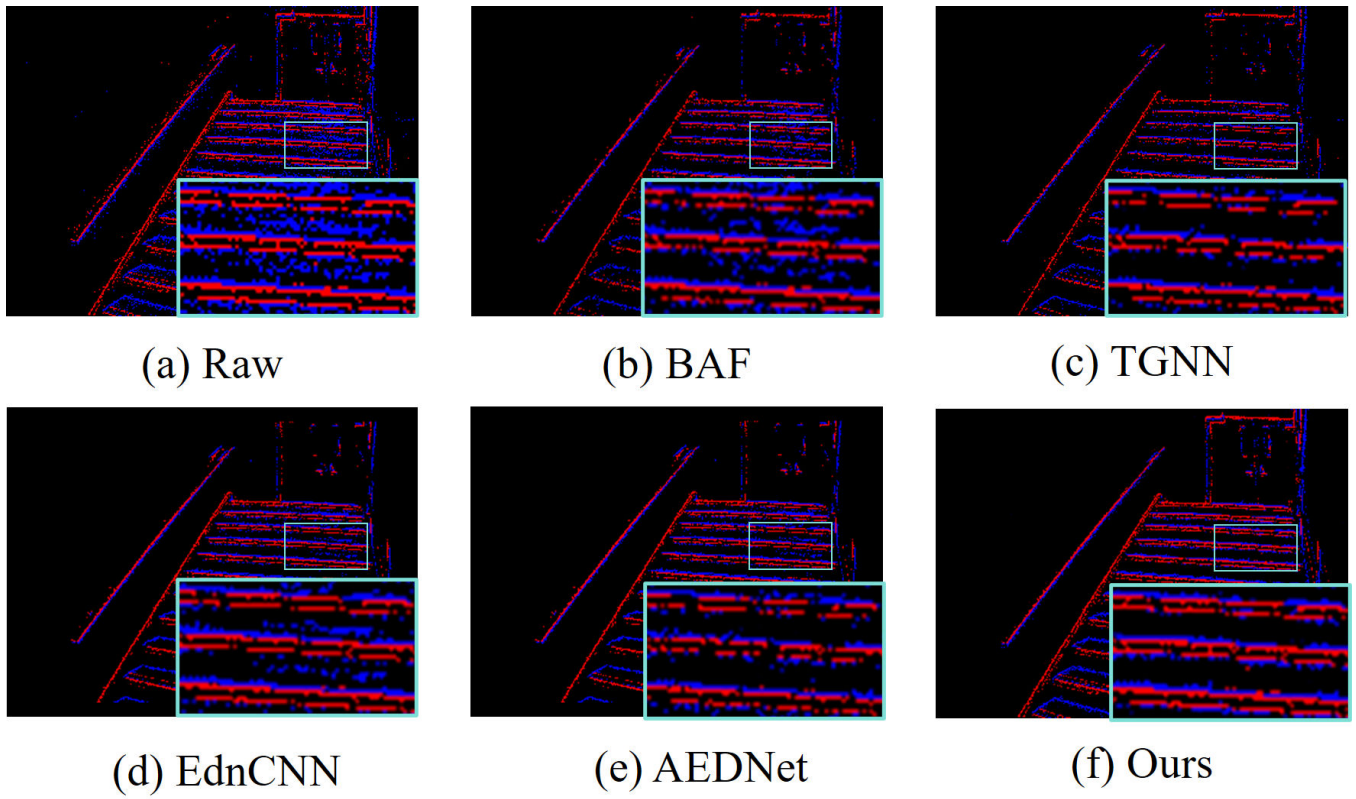 (a) Raw
(b) BAF
(c) TGNN
(d) EdnCNN
(e) AEDNet
(f) Ours